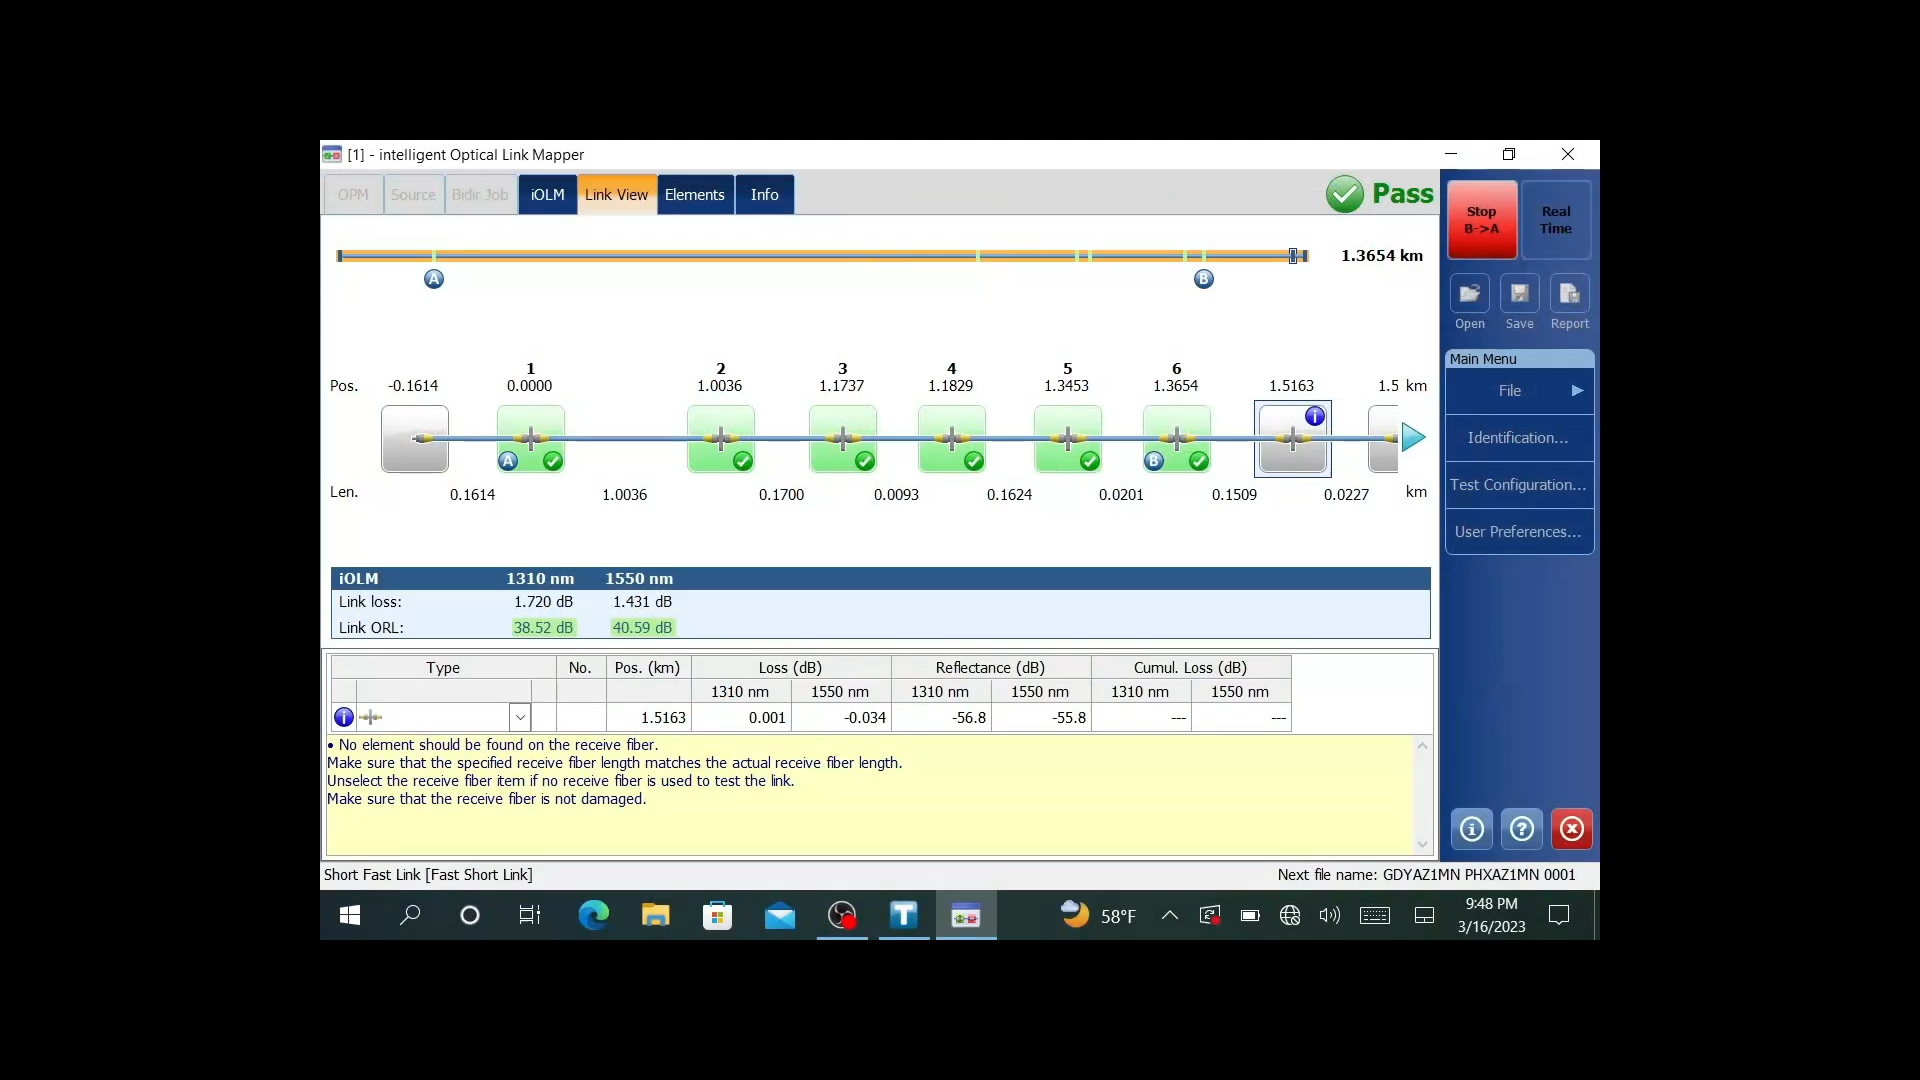 [1] - intelligent Optical Link Mapper
OPM Source Bidir Job iOLM Link View Elements Info Pass
Stop B->A
Real Time
1.3654 km
A B
Open Save Report
Main Menu
File
Identification...
Test Configuration...
User Preferences...
1 2 3 4 5 6
Pos. -0.1614 0.0000 1.0036 1.1737 1.1829 1.3453 1.3654 1.5163 1.5 km
i
A B
Len. 0.1614 1.0036 0.1700 0.0093 0.1624 0.0201 0.1509 0.0227 km
iOLM 1310 nm 1550 nm
Link loss: 1.720 dB 1.431 dB
Link ORL: 38.52 dB 40.59 dB
Type No. Pos. (km) Loss (dB) Reflectance (dB) Cumul. Loss (dB)
1310 nm 1550 nm 1310 nm 1550 nm 1310 nm 1550 nm
i 1.5163 0.001 -0.034 -56.8 -55.8 --- ---
• No element should be found on the receive fiber.
Make sure that the specified receive fiber length matches the actual receive fiber length.
Unselect the receive fiber item if no receive fiber is used to test the link.
Make sure that the receive fiber is not damaged.
i ? x
Short Fast Link [Fast Short Link] Next file name: GDYAZ1MN PHXAZ1MN 0001
T 58°F
9:48 PM
3/16/2023